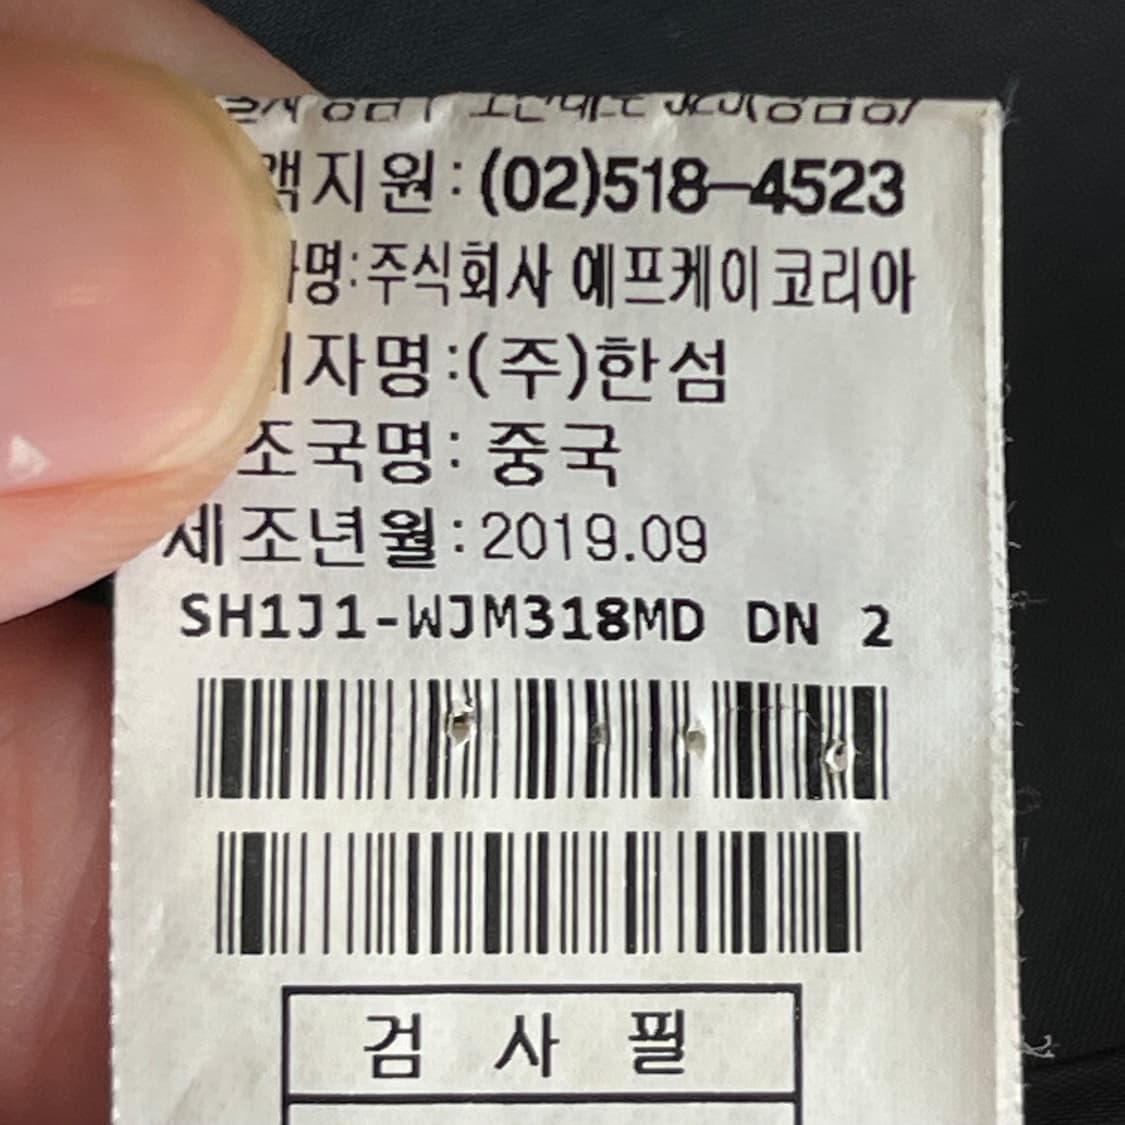 지원: (02)518-4523
명:주식회사 에프케이코리아
자명:(주)한섬
조국명: 중국
제조년월:2019.09
SH1J1-WJM318MD DN 2
검 사 필